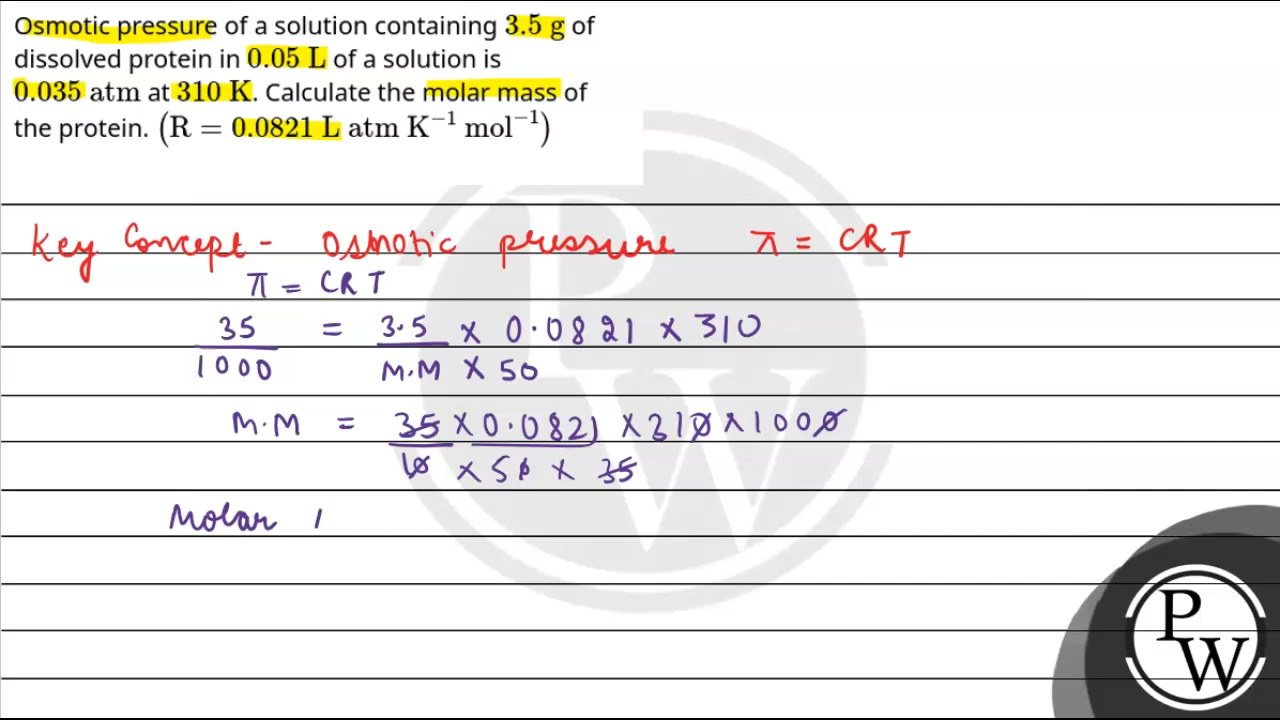 Osmotic pressure of a solution containing 3.5 g of
dissolved protein in 0.05 L of a solution is
0.035 atm at 310 K. Calculate the molar mass of
the protein. (R = 0.0821 L atm K⁻¹ mol⁻¹)
Key Concept - Osmotic pressure π = CRT
π = CRT
35/1000 = 3.5/M.M × 50 × 0.0821 × 310
M.M = 35 × 0.0821 × 310 × 1000
10 × 50 × 35
Molar
P
W